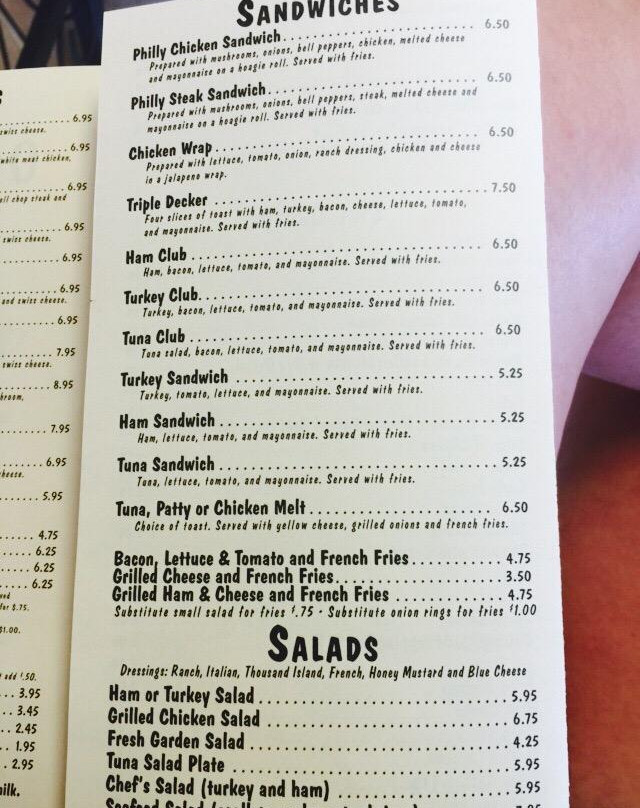 SANDWICHES
Philly Chicken Sandwich 6.50
Prepared with mushrooms, onions, bell peppers, chicken, melted cheese
and mayonnaise on a hoagie roll. Served with fries.
Philly Steak Sandwich 6.50
Prepared with mushrooms, onions, bell peppers, steak, melted cheese and
mayonnaise on a hoagie roll. Served with fries.
Chicken Wrap 6.50
Prepared with lettuce, tomato, onion, ranch dressing, chicken and cheese
in a jalapeno wrap.
Triple Decker 7.50
Four slices of toast with ham, turkey, bacon, cheese, lettuce, tomato,
and mayonnaise. Served with fries.
Ham Club 6.50
Ham, bacon, lettuce, tomato, and mayonnaise. Served with fries.
Turkey Club 6.50
Turkey, bacon, lettuce, tomato, and mayonnaise. Served with fries.
Tuna Club 6.50
Tuna salad, bacon, lettuce, tomato, and mayonnaise. Served with fries.
Turkey Sandwich 5.25
Turkey, tomato, lettuce, and mayonnaise. Served with fries.
Ham Sandwich 5.25
Ham, lettuce, tomato, and mayonnaise. Served with fries.
Tuna Sandwich 5.25
Tuna, lettuce, tomato, and mayonnaise. Served with fries.
Tuna, Patty or Chicken Melt 6.50
Choice of toast. Served with yellow cheese, grilled onions and french fries.
Bacon, Lettuce & Tomato and French Fries 4.75
Grilled Cheese and French Fries 3.50
Grilled Ham & Cheese and French Fries 4.75
Substitute small salad for fries $.75 · Substitute onion rings for fries $1.00
SALADS
Dressings: Ranch, Italian, Thousand Island, French, Honey Mustard and Blue Cheese
Ham or Turkey Salad 5.95
Grilled Chicken Salad 6.75
Fresh Garden Salad 4.25
Tuna Salad Plate 5.95
Chef's Salad (turkey and ham) 5.95
6.95
swiss cheese.
6.95
white meat chicken,
6.95
chop steak and
6.95
swiss cheese.
6.95
6.95
and swiss cheese.
6.95
7.95
swiss cheese.
8.95
7.95
6.95
cheese.
5.95
4.75
6.25
6.25
6.25
for $.75.
$1.00.
add $1.50.
3.95
3.45
2.45
1.95
2.95
milk.